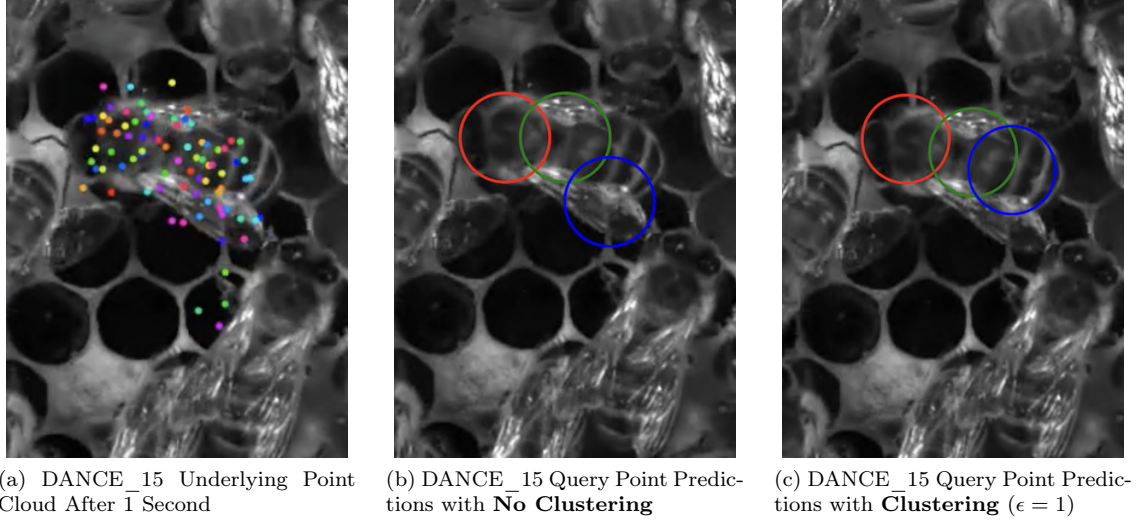 (a) DANCE_15 Underlying Point
Cloud After 1 Second
(b) DANCE_15 Query Point Predic-
tions with No Clustering
(c) DANCE_15 Query Point Predic-
tions with Clustering (ϵ = 1)